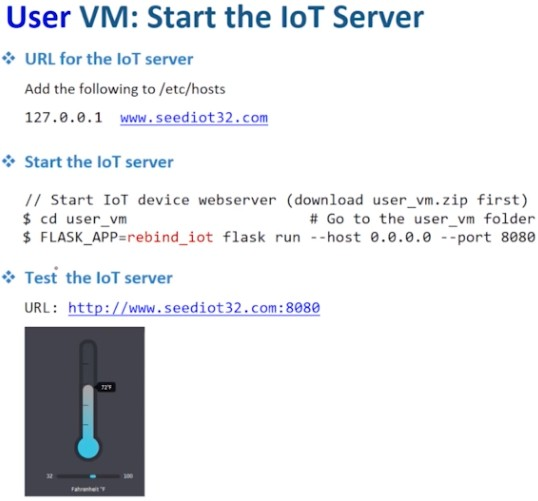 User VM: Start the IoT Server
❖ URL for the IoT server
Add the following to /etc/hosts
127.0.0.1 www.seediot32.com
❖ Start the IoT server
// Start IoT device webserver (download user_vm.zip first)
$ cd user_vm # Go to the user_vm folder
$ FLASK_APP=rebind_iot flask run --host 0.0.0.0 --port 8080
❖ Test the IoT server
URL: http://www.seediot32.com:8080
72°F
32 100
Fahrenheit °F